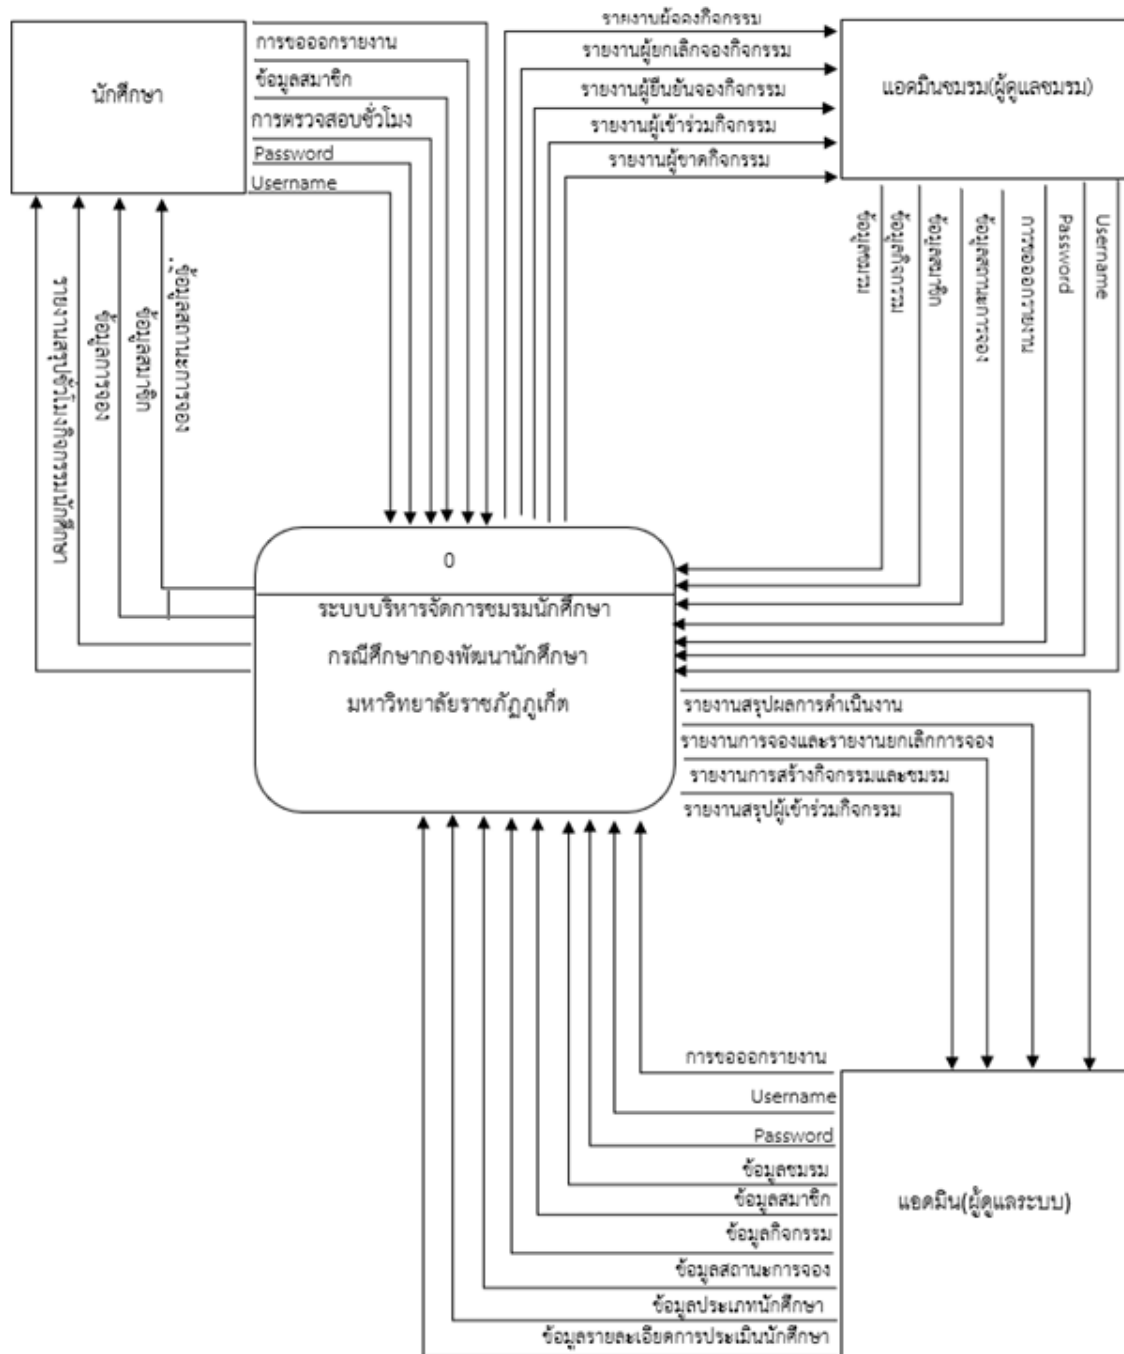 นักศึกษา
การขอออกรายงาน
ข้อมูลสมาชิก
การตรวจสอบชั่วโมง
Password
Username
รายงานผู้จองกิจกรรม
รายงานผู้ยกเลิกจองกิจกรรม
รายงานผู้ยืนยันจองกิจกรรม
รายงานผู้เข้าร่วมกิจกรรม
รายงานผู้ขาดกิจกรรม
แอดมินชมรม(ผู้ดูแลชมรม)
ข้อมูลชมรม
ข้อมูลกิจกรรม
ข้อมูลสมาชิก
ข้อมูลสถานะการจอง
การขอออกรายงาน
Password
Username
รายงานสรุปชั่วโมงกิจกรรมนักศึกษา
ข้อมูลการจอง
ข้อมูลสมาชิก
ข้อมูลสถานะการจอง
0
ระบบบริหารจัดการชมรมนักศึกษา
กรณีศึกษากองพัฒนานักศึกษา
มหาวิทยาลัยราชภัฏภูเก็ต
รายงานสรุปผลการดำเนินงาน
รายงานการจองและรายงานยกเลิกการจอง
รายงานการสร้างกิจกรรมและชมรม
รายงานสรุปผู้เข้าร่วมกิจกรรม
การขอออกรายงาน
Username
Password
ข้อมูลชมรม
ข้อมูลสมาชิก
ข้อมูลกิจกรรม
ข้อมูลสถานะการจอง
ข้อมูลประเภทนักศึกษา
ข้อมูลรายละเอียดการประเมินนักศึกษา
แอดมิน(ผู้ดูแลระบบ)